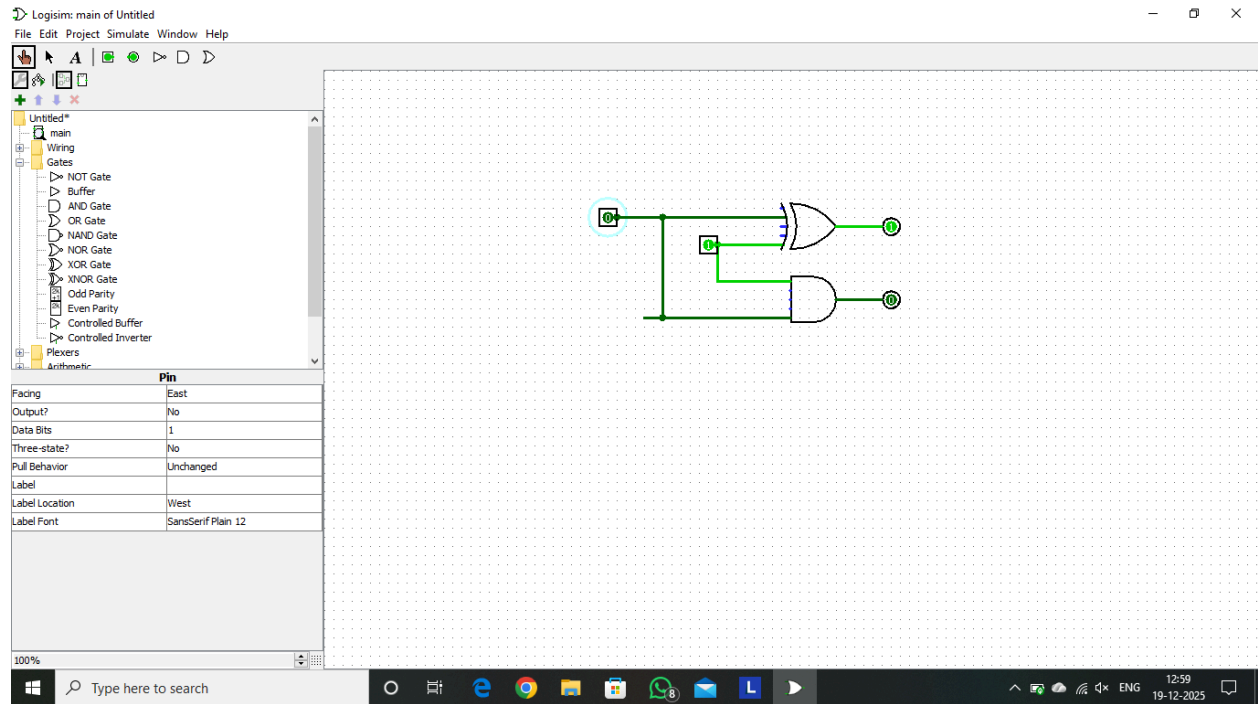 Logisim: main of Untitled
File Edit Project Simulate Window Help
A
Untitled*
main
Wiring
Gates
NOT Gate
Buffer
AND Gate
OR Gate
NAND Gate
NOR Gate
XOR Gate
XNOR Gate
Odd Parity
Even Parity
Controlled Buffer
Controlled Inverter
Plexers
Arithmetic
Pin
Facing East
Output? No
Data Bits 1
Three-state? No
Pull Behavior Unchanged
Label
Label Location West
Label Font SansSerif Plain 12
100%
0
1
1
0
Type here to search
8
L
ENG
12:59
19-12-2025